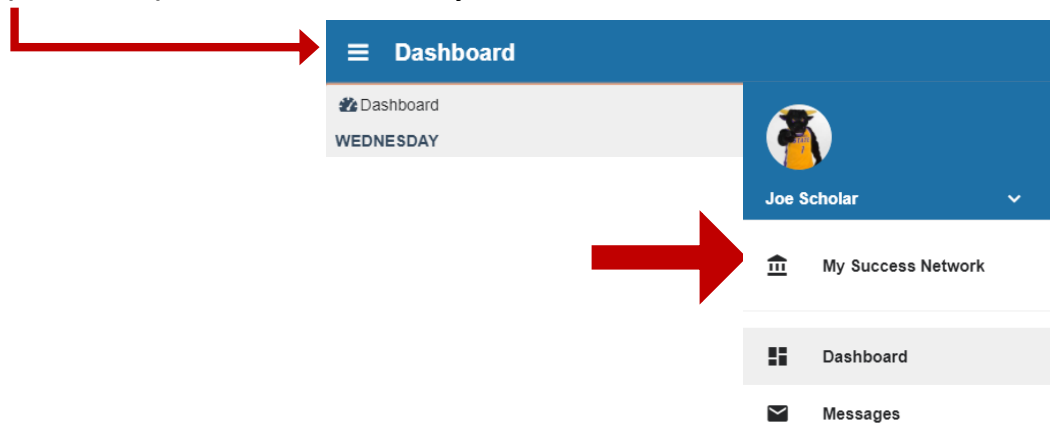 Dashboard
Dashboard
WEDNESDAY
Joe Scholar
My Success Network
Dashboard
Messages